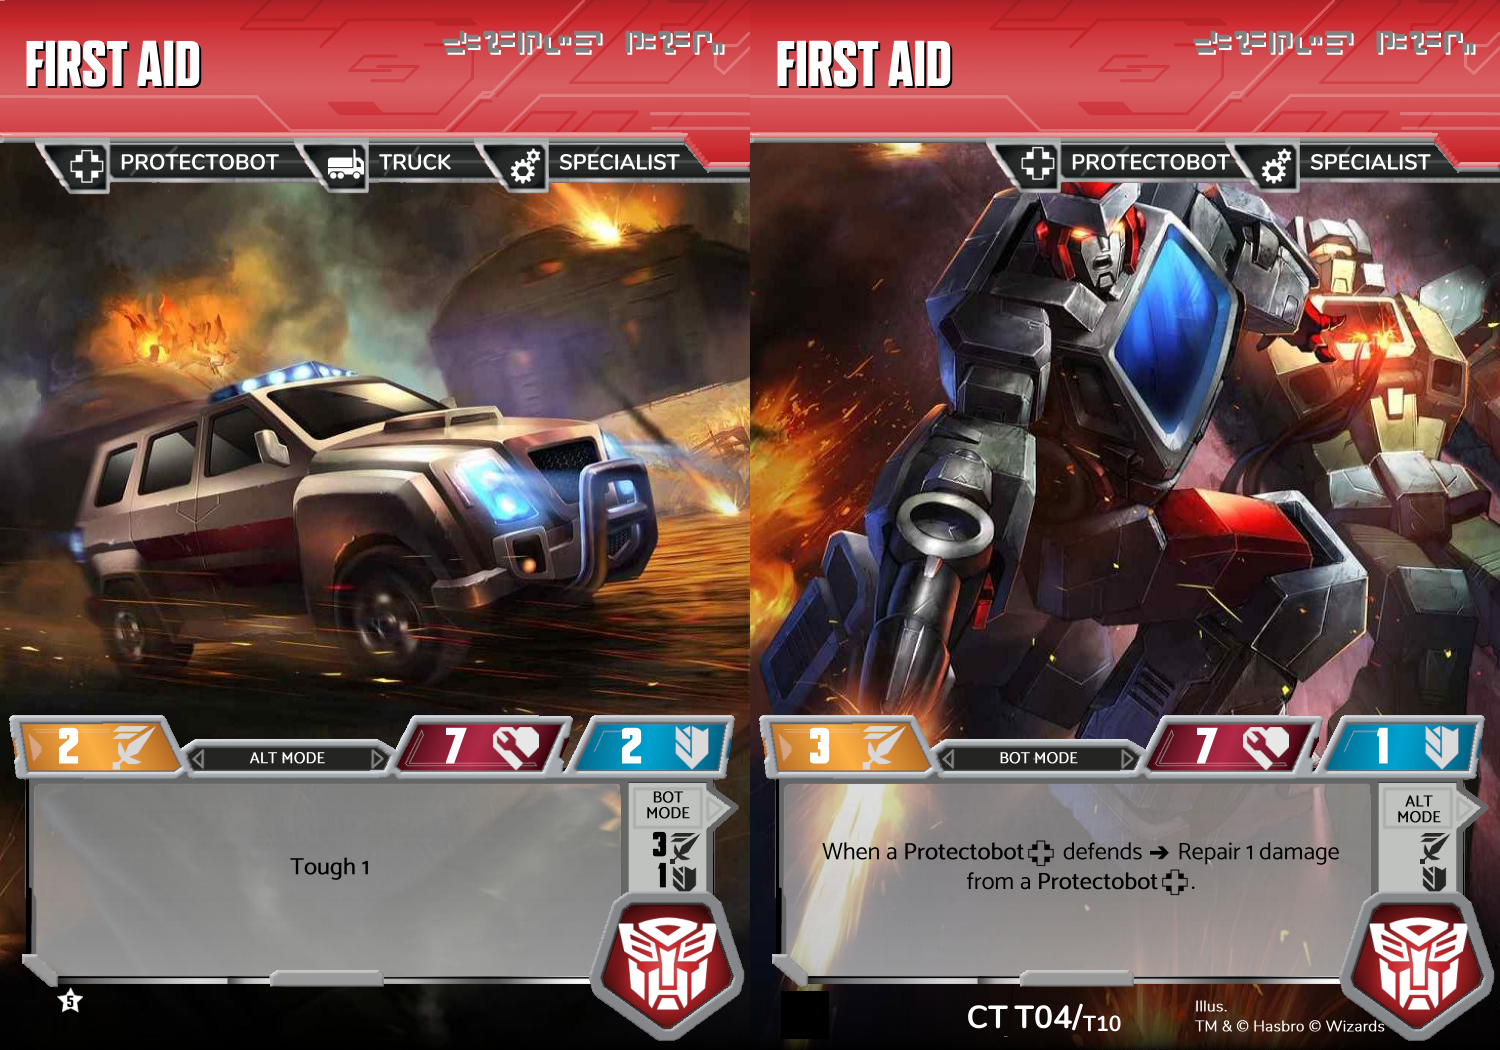 FIRST AID
PROTECTOBOT TRUCK SPECIALIST
2 ALT MODE 7 2
Tough 1
BOT
MODE
3
1
5
FIRST AID
PROTECTOBOT SPECIALIST
3 BOT MODE 7 1
When a Protectobot defends ➔ Repair 1 damage
from a Protectobot .
ALT
MODE
CT T04/T10
Illus.
TM & © Hasbro © Wizards